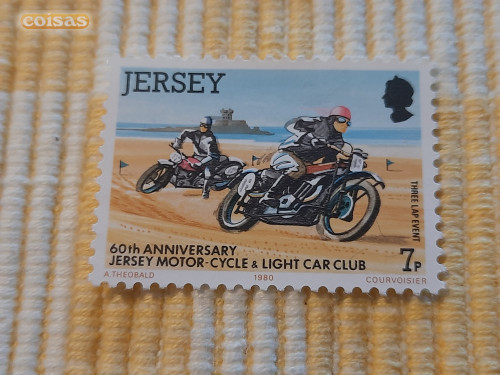 coisas
JERSEY
THREE LAP EVENT
60th ANNIVERSARY
JERSEY MOTOR-CYCLE & LIGHT CAR CLUB
7P
A THEOBALD
1980
COURVOISIER